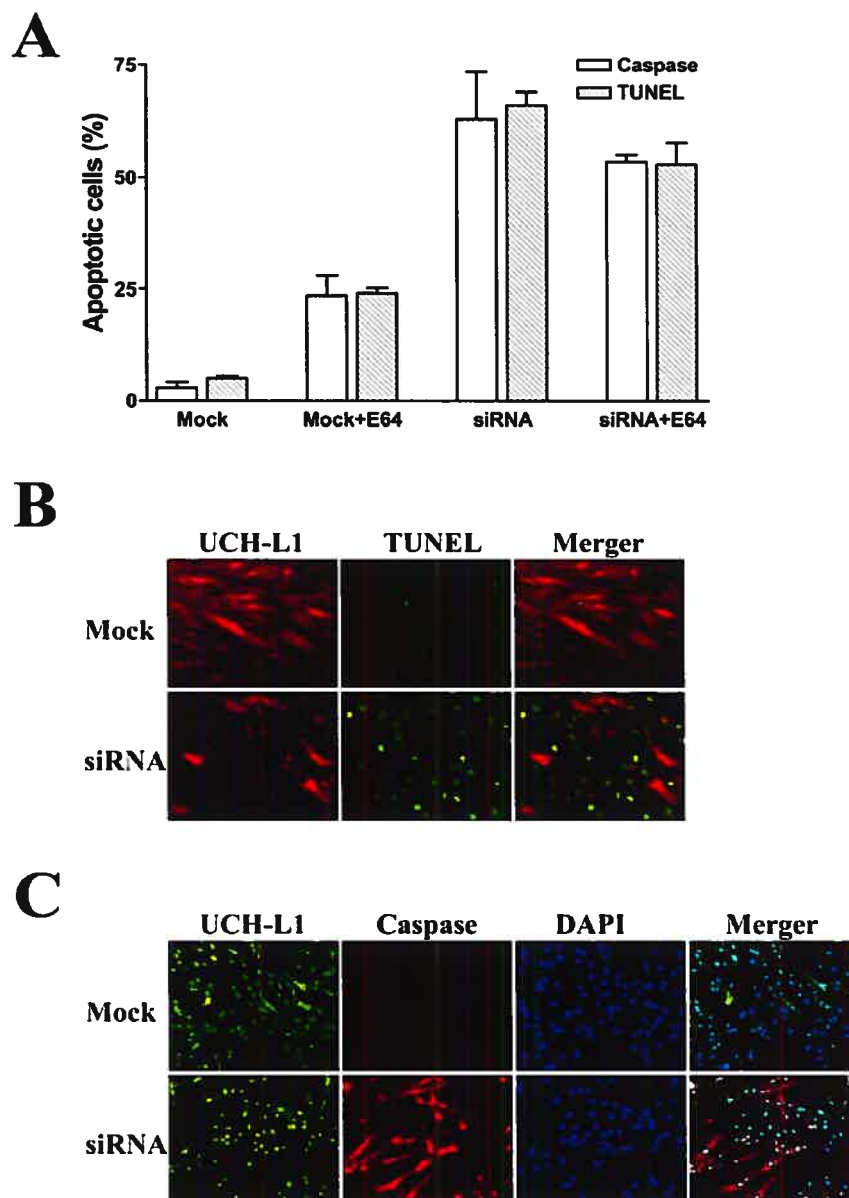 A
75
50
25
0
Apoptotic cells (%)
Caspase
TUNEL
Mock
Mock+E64
siRNA
siRNA+E64
B
UCH-L1 TUNEL Merger
Mock
siRNA
C
UCH-L1 Caspase DAPI Merger
Mock
siRNA